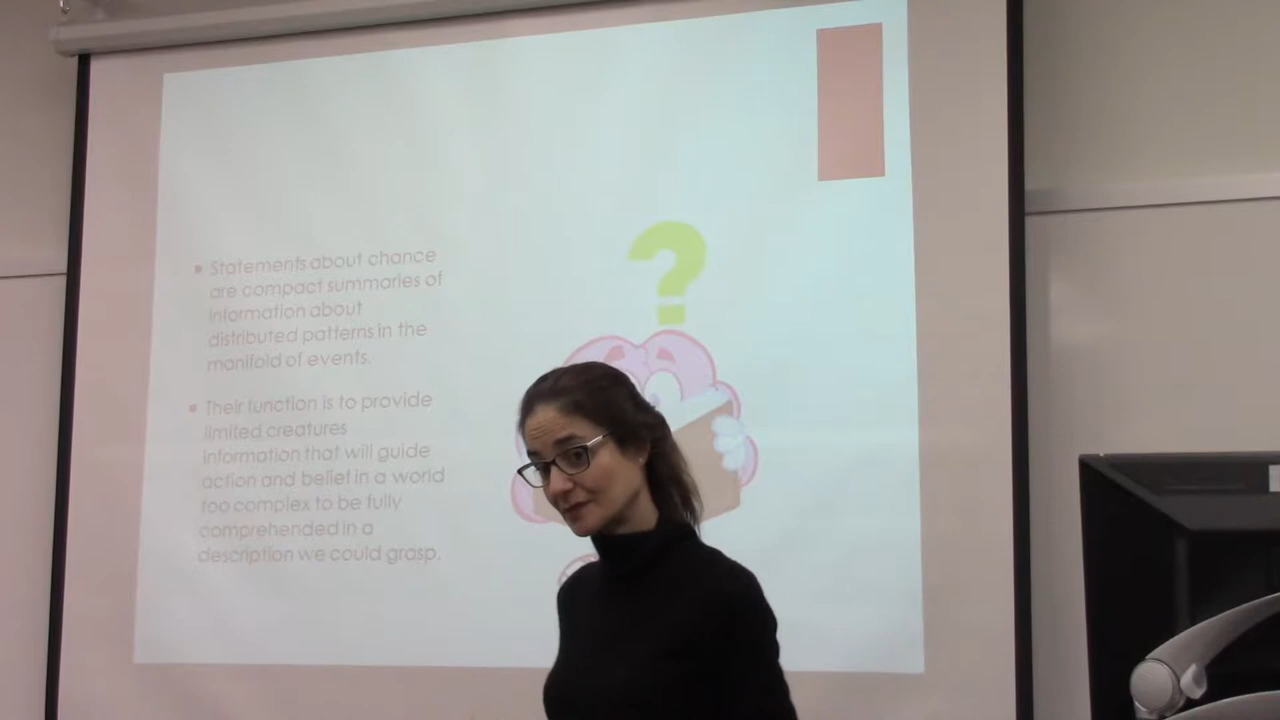 Statements about chance
are compact summaries of
information about
distributed patterns in the
manifold of events.
Their function is to provide
limited creatures
information that will guide
action and belief in a world
too complex to be fully
comprehended in a
description we could grasp.
?